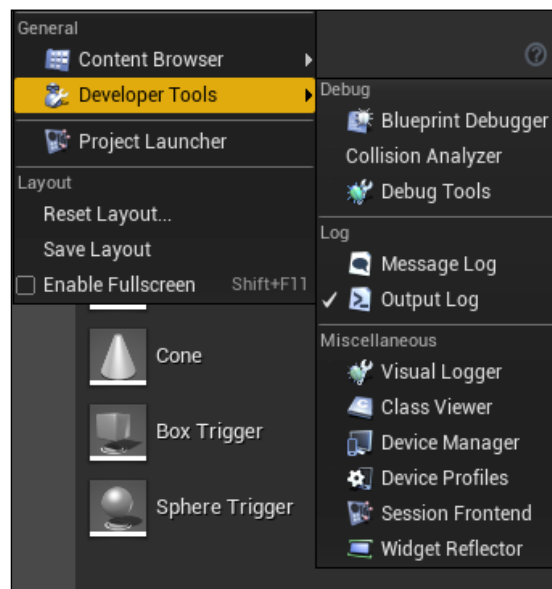 General
Content Browser
Developer Tools
Project Launcher
Layout
Reset Layout...
Save Layout
Enable Fullscreen Shift+F11
Cone
Box Trigger
Sphere Trigger
?
Debug
Blueprint Debugger
Collision Analyzer
Debug Tools
Log
Message Log
Output Log
Miscellaneous
Visual Logger
Class Viewer
Device Manager
Device Profiles
Session Frontend
Widget Reflector